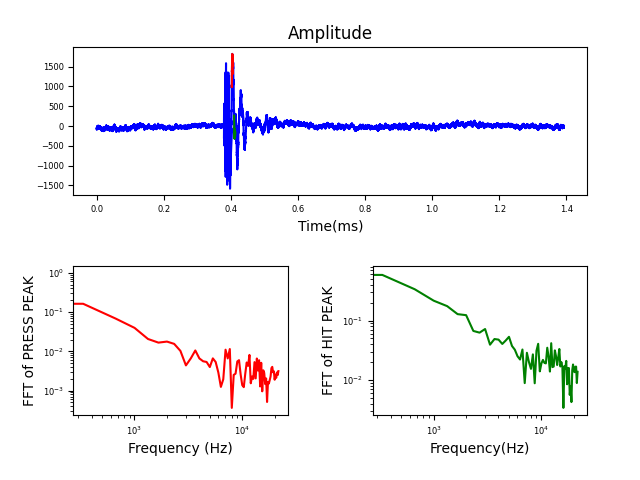 Amplitude
1500
1000
500
0
−500
−1000
−1500
0.0 0.2 0.4 0.6 0.8 1.0 1.2 1.4
Time(ms)
FFT of PRESS PEAK
10⁰
10⁻¹
10⁻²
10⁻³
10³ 10⁴
Frequency (Hz)
FFT of HIT PEAK
10⁻¹
10⁻²
10³ 10⁴
Frequency(Hz)